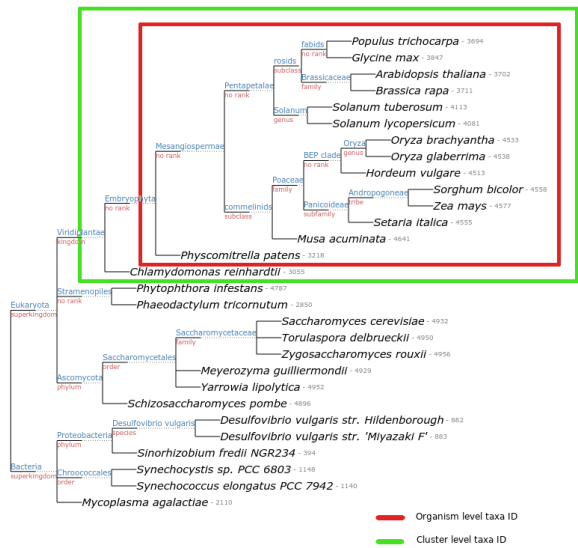 fabids
no rank
Populus trichocarpa - 3694
Glycine max - 3847
rosids
subclass
Brassicaceae
family
Arabidopsis thaliana - 3702
Brassica rapa - 3711
Pentapetalae
no rank
Solanum
genus
Solanum tuberosum - 4113
Solanum lycopersicum - 4081
Mesangiospermae
no rank
Oryza
genus
Oryza brachyantha - 4533
Oryza glaberrima - 4538
BEP clade
no rank
Hordeum vulgare - 4513
Poaceae
family
Andropogoneae
tribe
Sorghum bicolor - 4558
Zea mays - 4577
Panicoideae
subfamily
Setaria italica - 4555
commelinids
subclass
Musa acuminata - 4641
Embryophyta
no rank
Physcomitrella patens - 3218
Viridiplantae
kingdom
Chlamydomonas reinhardtii - 3055
Stramenopiles
no rank
Phytophthora infestans - 4787
Phaeodactylum tricornutum - 2850
Eukaryota
superkingdom
Saccharomycetaceae
family
Saccharomyces cerevisiae - 4932
Torulaspora delbrueckii - 4950
Zygosaccharomyces rouxii - 4956
Saccharomycetales
order
Meyerozyma guilliermondii - 4929
Yarrowia lipolytica - 4952
Ascomycota
phylum
Schizosaccharomyces pombe - 4896
Desulfovibrio vulgaris
species
Desulfovibrio vulgaris str. Hildenborough - 882
Desulfovibrio vulgaris str. 'Miyazaki F' - 883
Proteobacteria
phylum
Sinorhizobium fredii NGR234 - 394
Bacteria
superkingdom
Chroococcales
order
Synechocystis sp. PCC 6803 - 1148
Synechococcus elongatus PCC 7942 - 1140
Mycoplasma agalactiae - 2110
Organism level taxa ID
Cluster level taxa ID